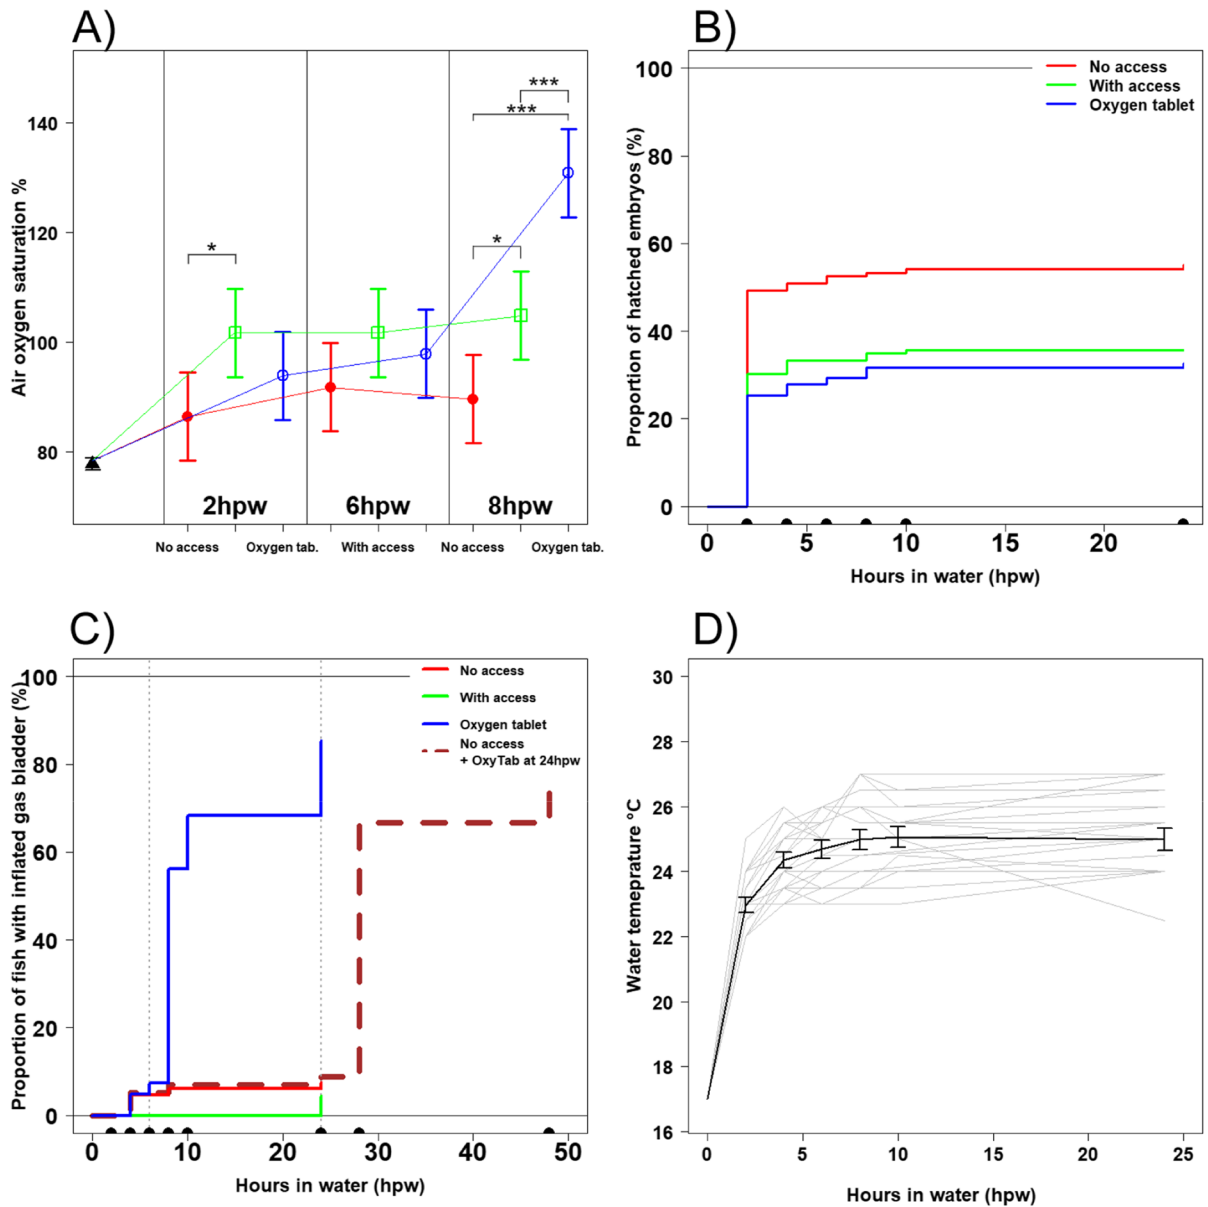 A)
Air oxygen saturation %
140
120
100
80
*
*
***
***
2hpw
6hpw
8hpw
No access
Oxygen tab.
With access
No access
Oxygen tab.
B)
Proportion of hatched embryos (%)
100
80
60
40
20
0
No access
With access
Oxygen tablet
0
5
10
15
20
Hours in water (hpw)
C)
Proportion of fish with inflated gas bladder (%)
100
80
60
40
20
0
No access
With access
Oxygen tablet
No access
+ OxyTab at 24hpw
0
10
20
30
40
50
Hours in water (hpw)
D)
Water temeprature °C
30
28
26
24
22
20
18
16
0
5
10
15
20
25
Hours in water (hpw)